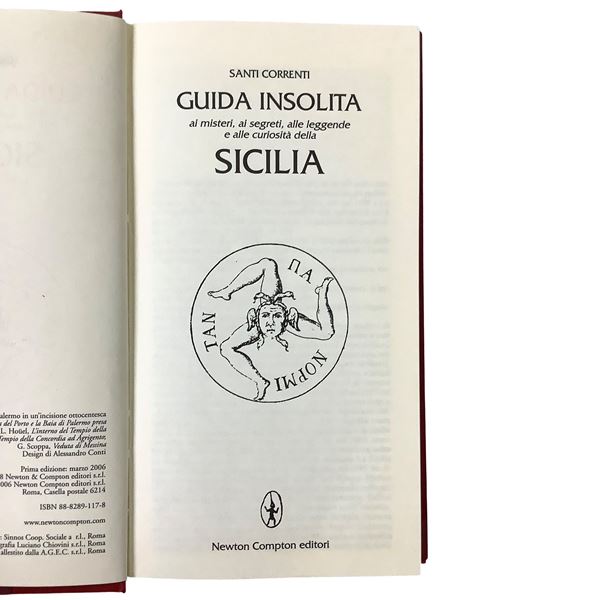 alermo in un'incisione ottocentesca
del Porto e la Baia di Palermo presa
L. Hoüel, L'interno del Tempio della
Tempio della Concordia ad Agrigento,
G. Scoppa, Veduta di Messina
Design di Alessandro Conti
Prima edizione: marzo 2006
8 Newton & Compton editori s.r.l.
2006 Newton Compton editori s.r.l.
Roma, Casella postale 6214
ISBN 88-8289-117-8
www.newtoncompton.com
: Sinnos Coop. Sociale a r.l., Roma
grafia Luciano Chiovini s.r.l., Roma
allestito dalla A.G.E.C. s.r.l., Roma
SANTI CORRENTI
GUIDA INSOLITA
ai misteri, ai segreti, alle leggende
e alle curiosità della
SICILIA
ΠΑ
ΝΟΡΜΙ
ΤΑΝ
Newton Compton editori